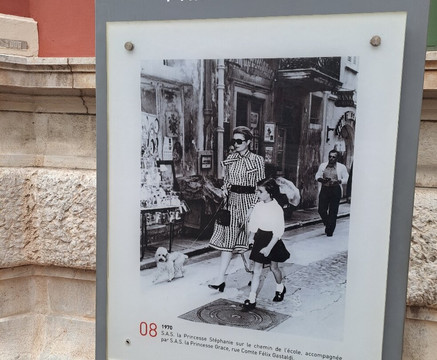 08 1970
S.A.S. la Princesse Stéphanie sur le chemin de l'école, accompagnée
par S.A.S. la Princesse Grace, rue Comte Félix Gastaldi.